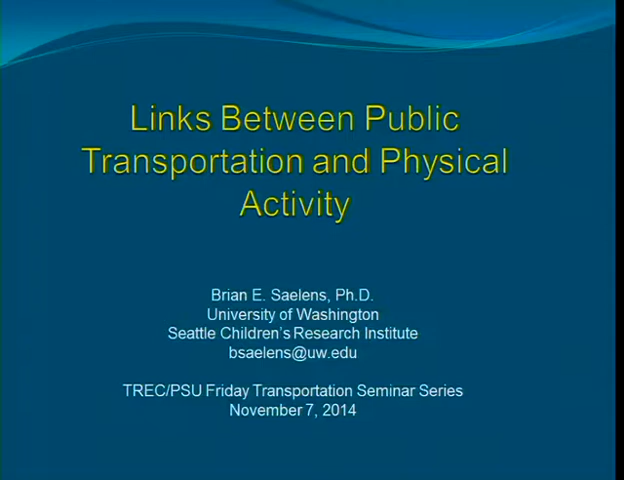 Links Between Public
Transportation and Physical
Activity
Brian E. Saelens, Ph.D.
University of Washington
Seattle Children's Research Institute
bsaelens@uw.edu
TREC/PSU Friday Transportation Seminar Series
November 7, 2014